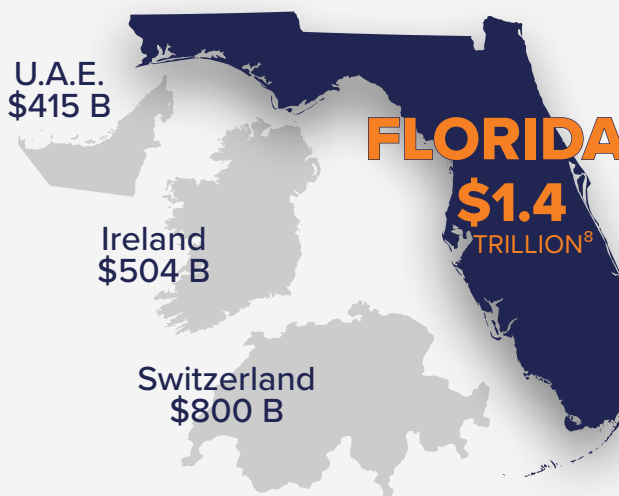 U.A.E.
$415 B
FLORIDA
$1.4
TRILLION⁸
Ireland
$504 B
Switzerland
$800 B